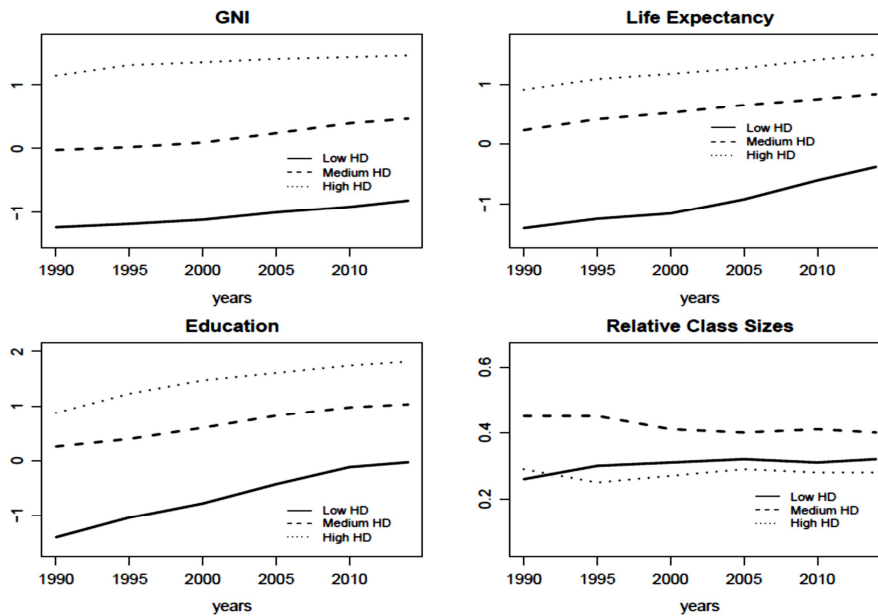 GNI
1
0
−1
Low HD
Medium HD
High HD
1990 1995 2000 2005 2010
years
Life Expectancy
1
0
−1
Low HD
Medium HD
High HD
1990 1995 2000 2005 2010
years
Education
2
1
0
−1
Low HD
Medium HD
High HD
1990 1995 2000 2005 2010
years
Relative Class Sizes
0.6
0.4
0.2
Low HD
Medium HD
High HD
1990 1995 2000 2005 2010
years